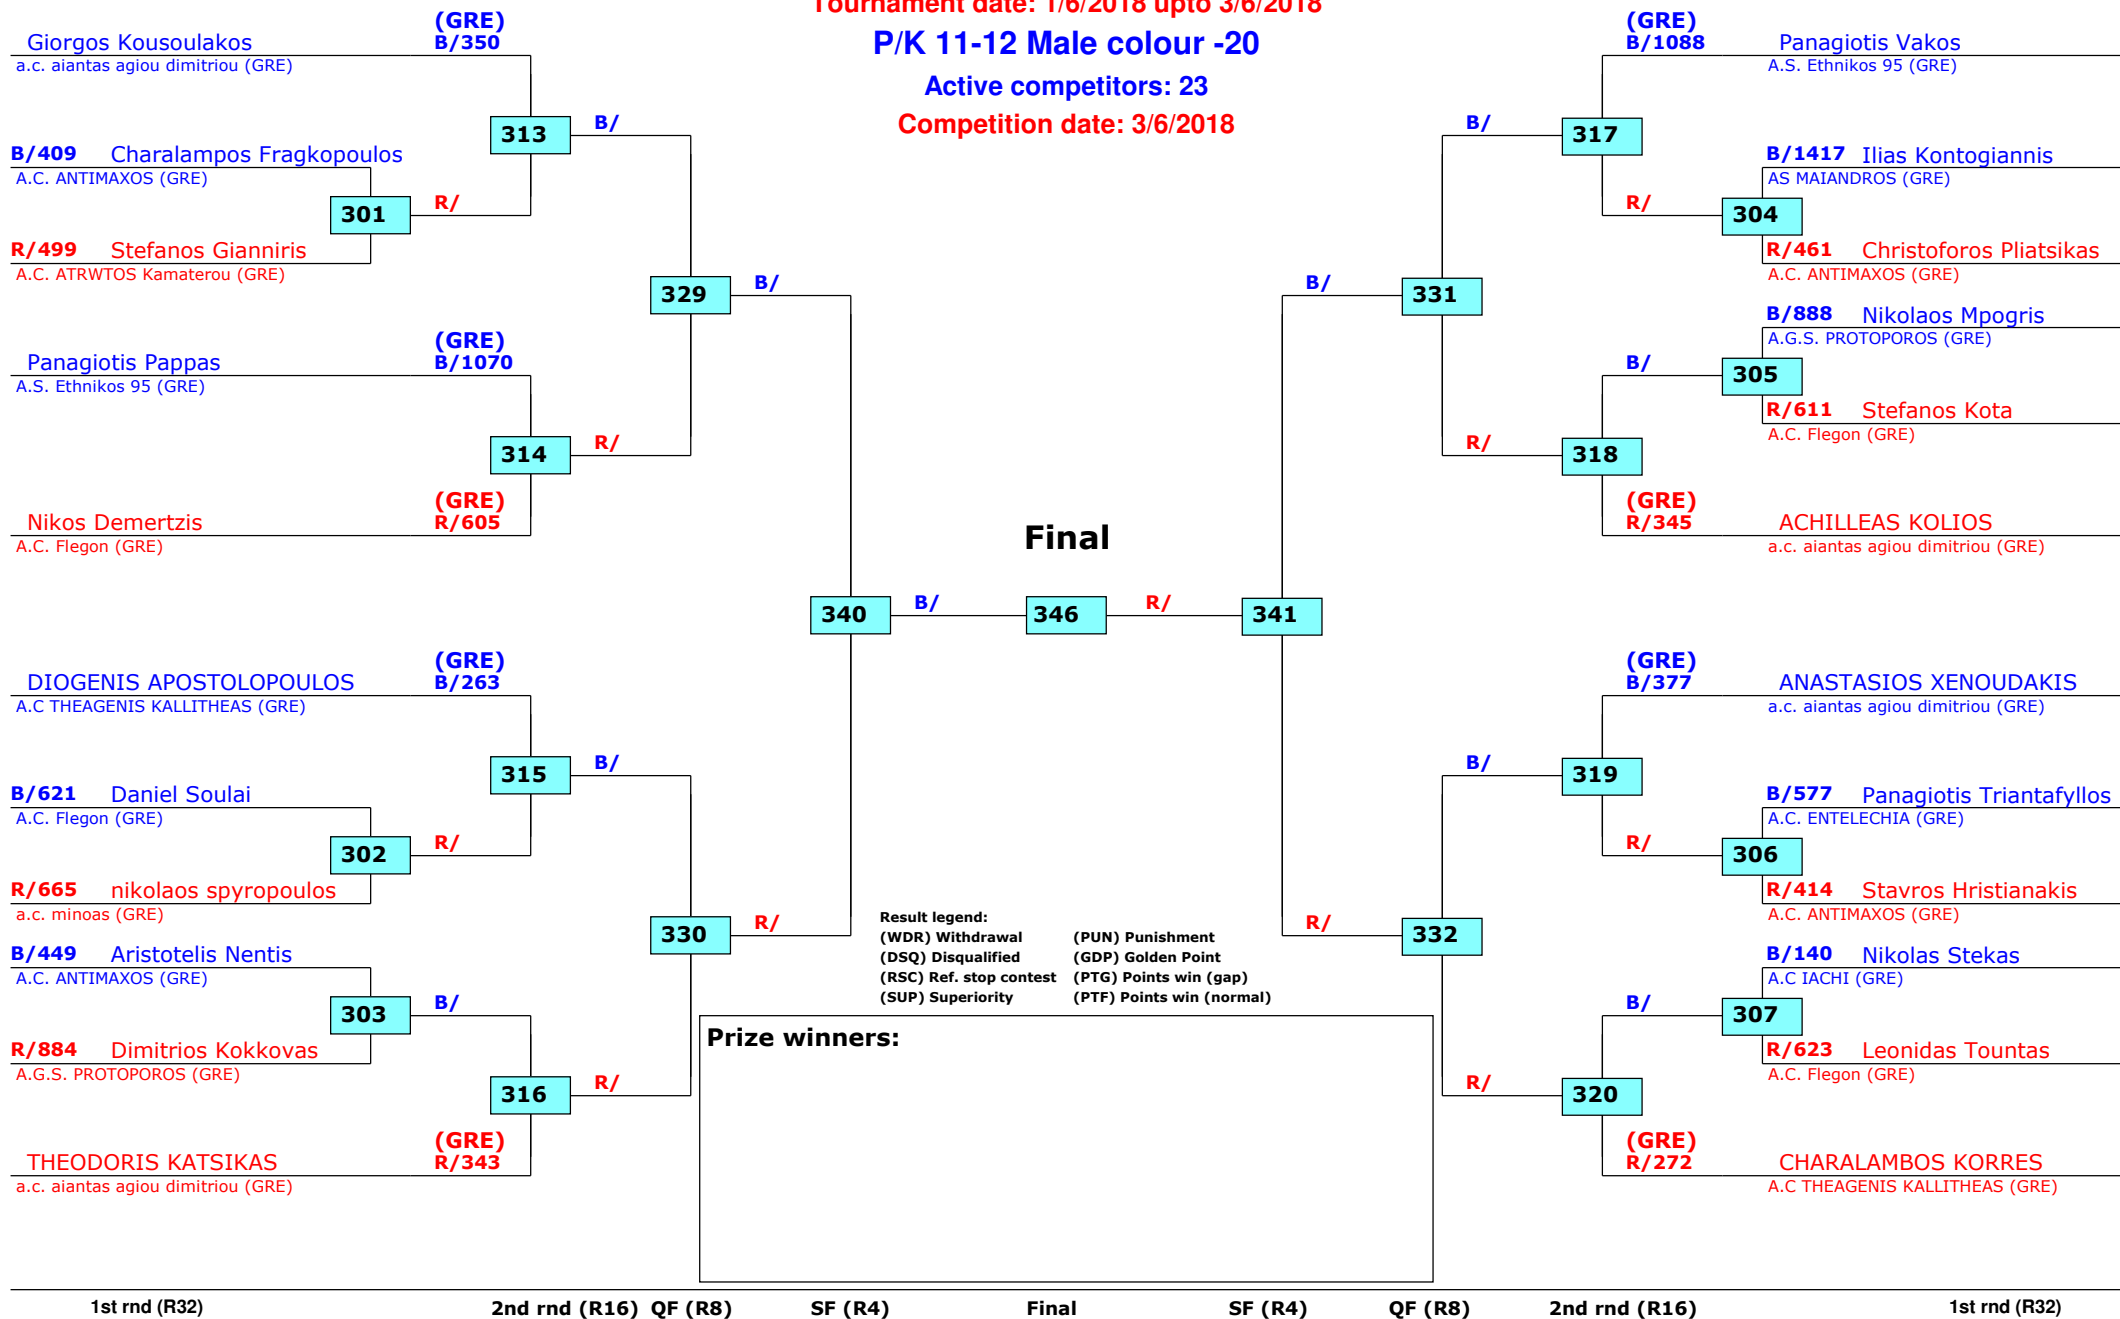 Tournament date: 1/6/2018 upto 3/6/2018
P/K 11-12 Male colour -20
Active competitors: 23
Competition date: 3/6/2018
(GRE)
Giorgos Kousoulakos B/350
a.c. aiantas agiou dimitriou (GRE)
313 B/
B/409 Charalampos Fragkopoulos
A.C. ANTIMAXOS (GRE)
301 R/
R/499 Stefanos Gianniris
A.C. ATRWTOS Kamaterou (GRE)
329 B/
(GRE)
Panagiotis Pappas B/1070
A.S. Ethnikos 95 (GRE)
314 R/
(GRE)
Nikos Demertzis R/605
A.C. Flegon (GRE)
340 B/
(GRE)
DIOGENIS APOSTOLOPOULOS B/263
A.C THEAGENIS KALLITHEAS (GRE)
315 B/
B/621 Daniel Soulai
A.C. Flegon (GRE)
302 R/
R/665 nikolaos spyropoulos
a.c. minoas (GRE)
330 R/
B/449 Aristotelis Nentis
A.C. ANTIMAXOS (GRE)
303 B/
R/884 Dimitrios Kokkovas
A.G.S. PROTOPOROS (GRE)
316 R/
(GRE)
THEODORIS KATSIKAS R/343
a.c. aiantas agiou dimitriou (GRE)
Final
346
(GRE)
B/1088 Panagiotis Vakos
A.S. Ethnikos 95 (GRE)
B/ 317
B/1417 Ilias Kontogiannis
AS MAIANDROS (GRE)
R/ 304
R/461 Christoforos Pliatsikas
A.C. ANTIMAXOS (GRE)
B/ 331
B/888 Nikolaos Mpogris
A.G.S. PROTOPOROS (GRE)
B/ 305
R/611 Stefanos Kota
A.C. Flegon (GRE)
R/ 318
(GRE)
R/345 ACHILLEAS KOLIOS
a.c. aiantas agiou dimitriou (GRE)
R/ 341
(GRE)
B/377 ANASTASIOS XENOUDAKIS
a.c. aiantas agiou dimitriou (GRE)
B/ 319
B/577 Panagiotis Triantafyllos
A.C. ENTELECHIA (GRE)
R/ 306
R/414 Stavros Hristianakis
A.C. ANTIMAXOS (GRE)
R/ 332
B/140 Nikolas Stekas
A.C IACHI (GRE)
B/ 307
R/623 Leonidas Tountas
A.C. Flegon (GRE)
R/ 320
(GRE)
R/272 CHARALAMBOS KORRES
A.C THEAGENIS KALLITHEAS (GRE)
Result legend:
(WDR) Withdrawal (PUN) Punishment
(DSQ) Disqualified (GDP) Golden Point
(RSC) Ref. stop contest (PTG) Points win (gap)
(SUP) Superiority (PTF) Points win (normal)
Prize winners:
1st rnd (R32) 2nd rnd (R16) QF (R8) SF (R4) Final SF (R4) QF (R8) 2nd rnd (R16) 1st rnd (R32)